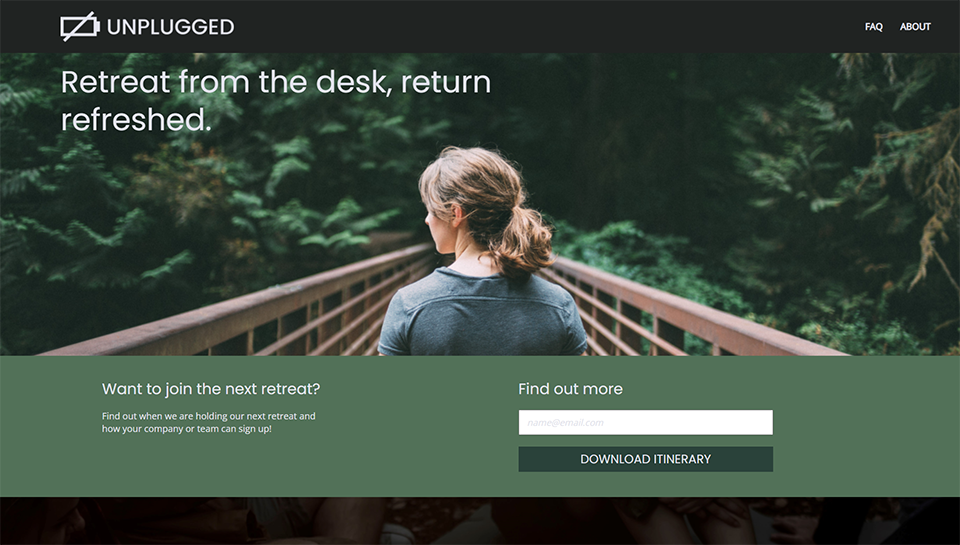 UNPLUGGED
FAQ
ABOUT
Retreat from the desk, return
refreshed.
Want to join the next retreat?
Find out when we are holding our next retreat and
how your company or team can sign up!
Find out more
name@email.com
DOWNLOAD ITINERARY